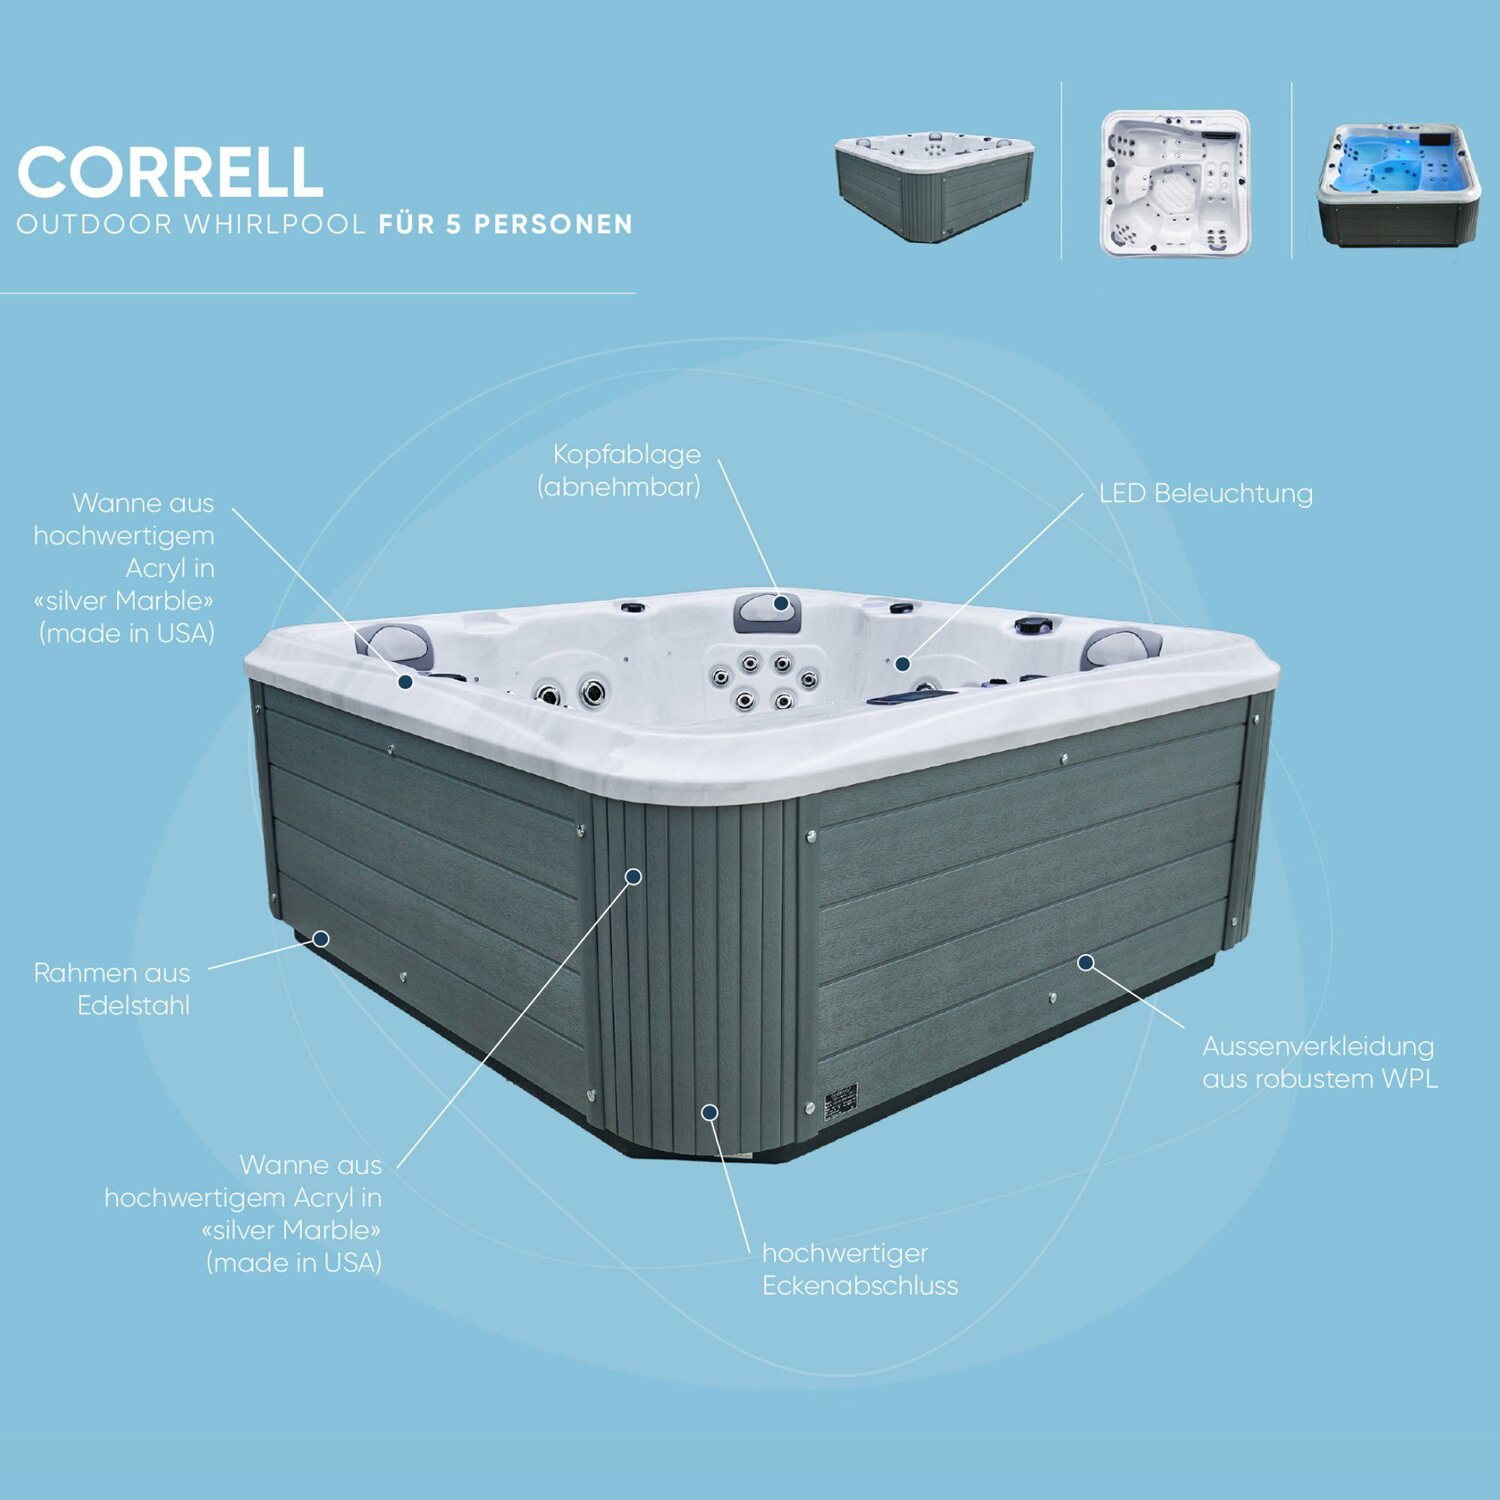 CORRELL
OUTDOOR WHIRLPOOL FÜR 5 PERSONEN
Kopfablage
(abnehmbar)
LED Beleuchtung
Wanne aus
hochwertigem
Acryl in
«silver Marble»
(made in USA)
Rahmen aus
Edelstahl
Aussenverkleidung
aus robustem WPL
Wanne aus
hochwertigem Acryl in
«silver Marble»
(made in USA)
hochwertiger
Eckenabschluss